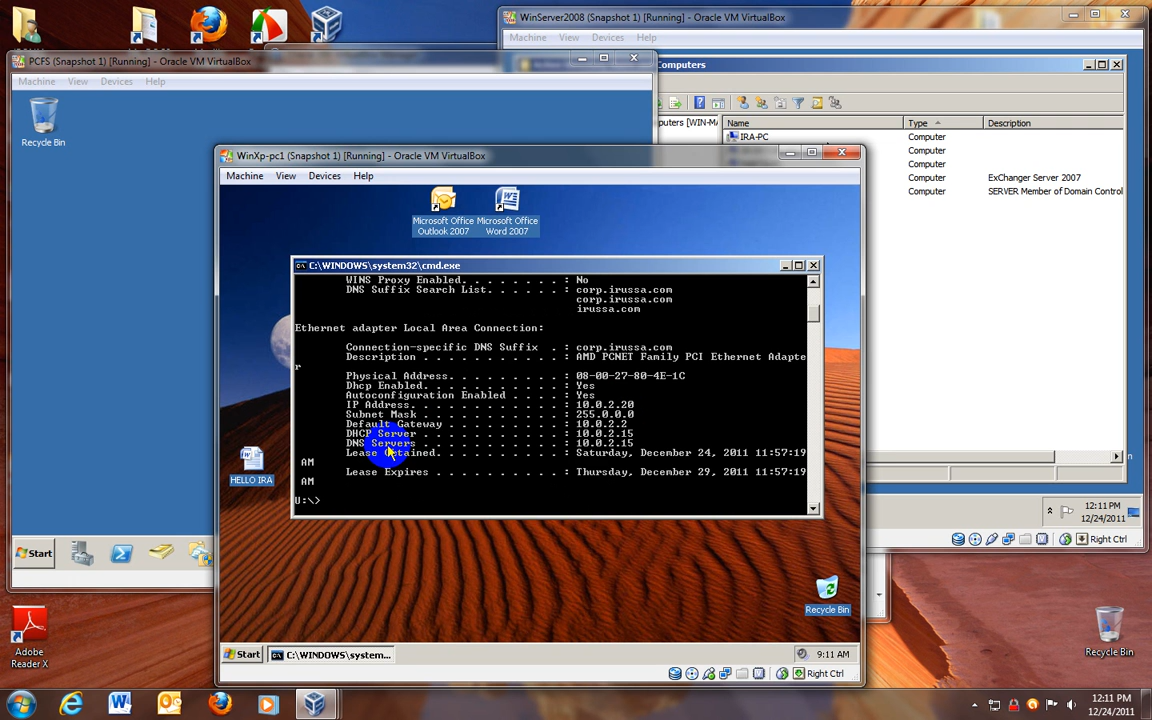 WinServer2008 (Snapshot 1) [Running] - Oracle VM VirtualBox
Machine View Devices Help
PCFS (Snapshot 1) [Running] - Oracle VM VirtualBox
Machine View Devices Help
Recycle Bin
Computers
Name Type Description
IRA-PC Computer
Computer
Computer
Computer ExChanger Server 2007
Computer SERVER Member of Domain Control
WinXp-pc1 (Snapshot 1) [Running] - Oracle VM VirtualBox
Machine View Devices Help
Microsoft Office Outlook 2007
Microsoft Office Word 2007
C:\WINDOWS\system32\cmd.exe
WINS Proxy Enabled. . . . . . . . : No
DNS Suffix Search List. . . . . . : corp.irussa.com
corp.irussa.com
irussa.com
Ethernet adapter Local Area Connection:
Connection-specific DNS Suffix  . : corp.irussa.com
Description . . . . . . . . . . . : AMD PCNET Family PCI Ethernet Adapte
r
Physical Address. . . . . . . . . : 08-00-27-80-4E-1C
Dhcp Enabled. . . . . . . . . . . : Yes
Autoconfiguration Enabled . . . . : Yes
IP Address. . . . . . . . . . . . : 10.0.2.20
Subnet Mask . . . . . . . . . . . : 255.0.0.0
Default Gateway . . . . . . . . . : 10.0.2.2
DHCP Server . . . . . . . . . . . : 10.0.2.15
DNS Servers . . . . . . . . . . . : 10.0.2.15
Lease Obtained. . . . . . . . . . : Saturday, December 24, 2011 11:57:19
AM
Lease Expires . . . . . . . . . . : Thursday, December 29, 2011 11:57:19
AM
U:\>
HELLO IRA
Recycle Bin
Start
Start C:\WINDOWS\system... 9:11 AM
Right Ctrl
12:11 PM
12/24/2011
Right Ctrl
Adobe Reader X
Recycle Bin
12:11 PM
12/24/2011